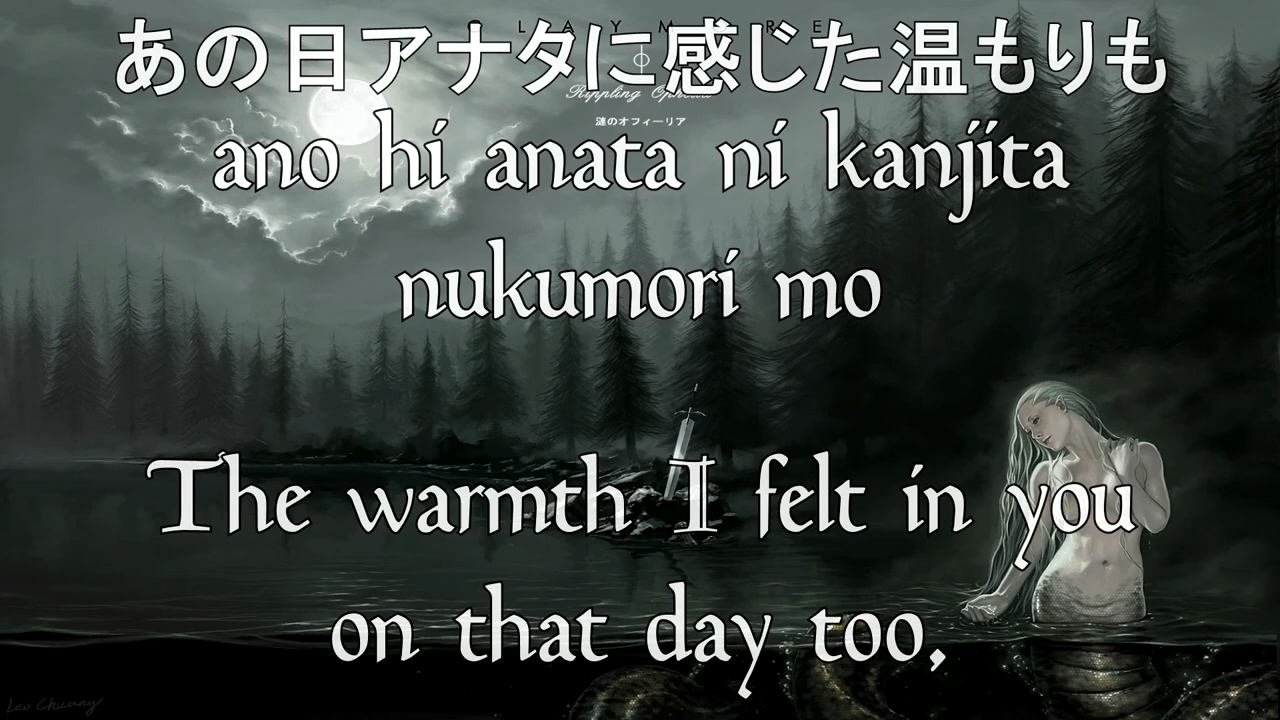 CLAYMORE
あの日アナタに感じた温もりも
Rippling Ophelia
漣のオフィーリア
ano hi anata ni kanjita
nukumori mo
The warmth I felt in you
on that day too,
Leo Chuang